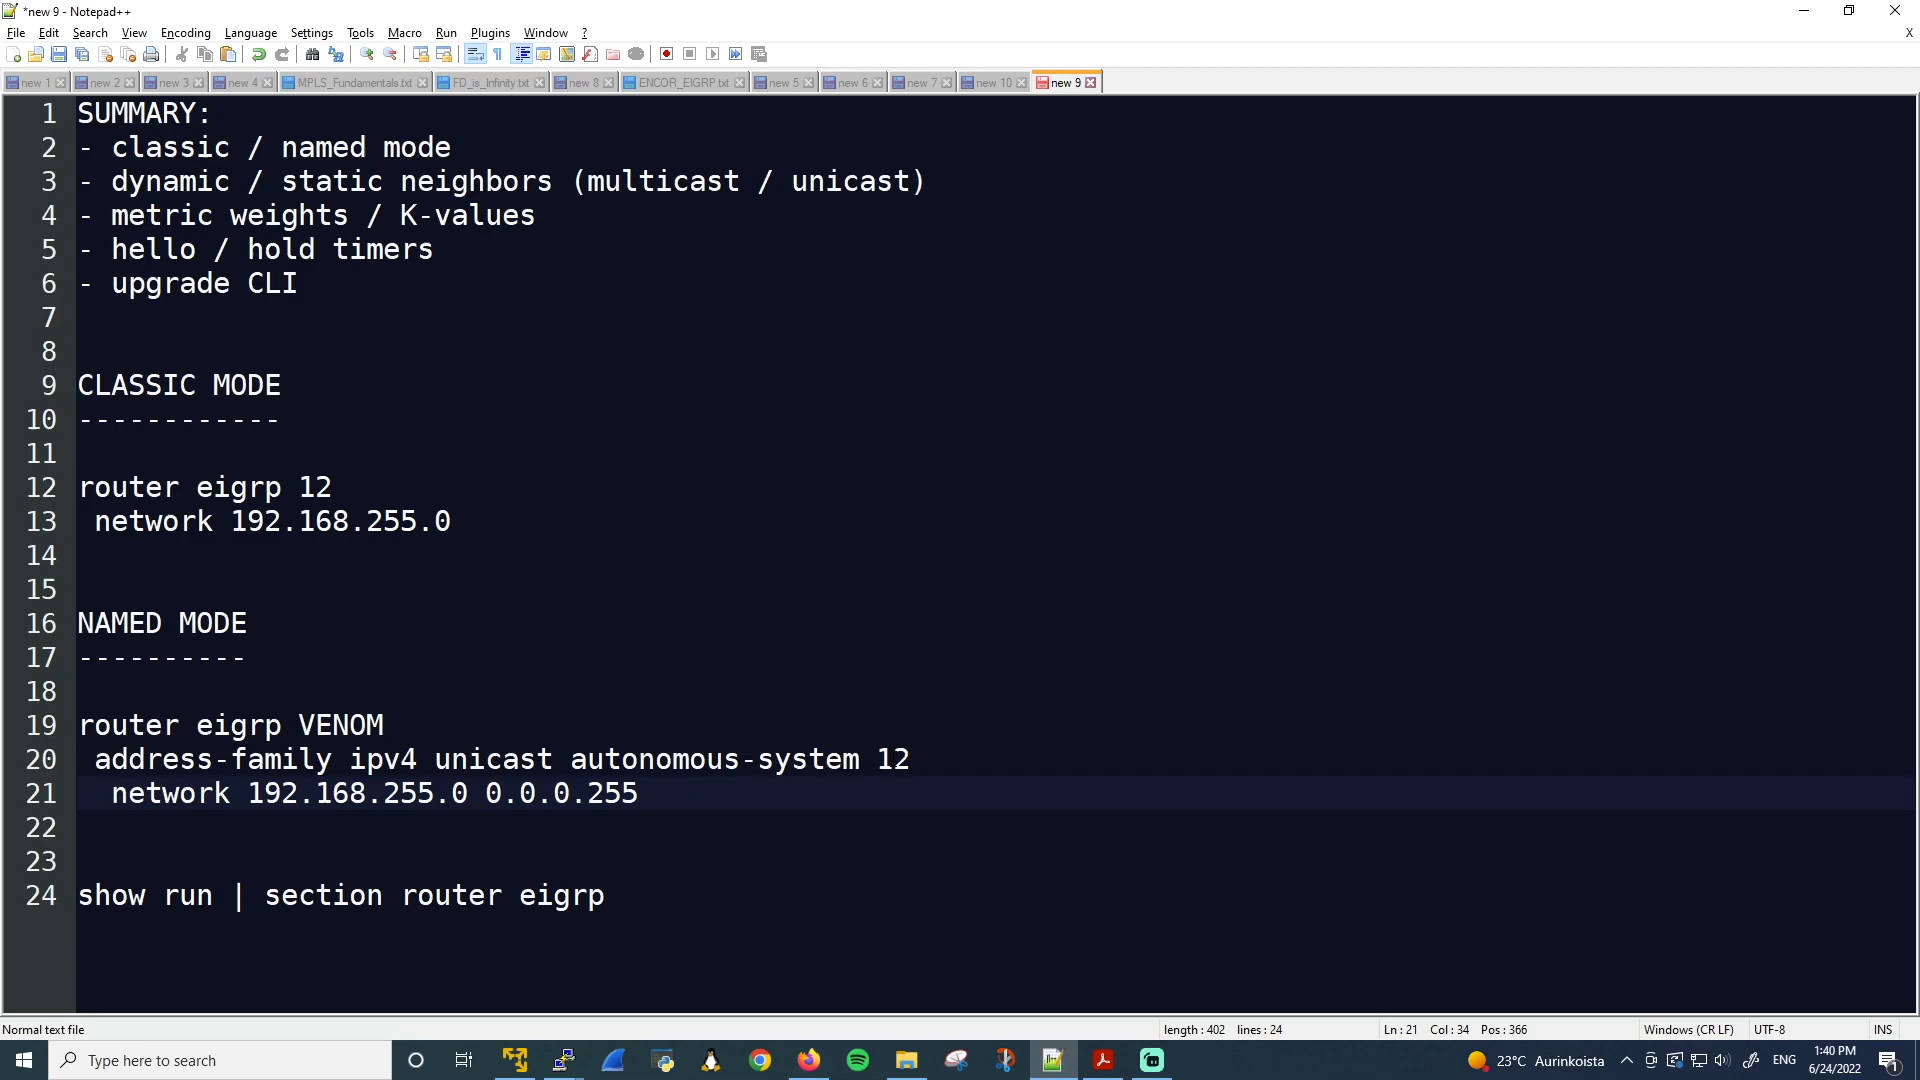 *new 9 - Notepad++
File Edit Search View Encoding Language Settings Tools Macro Run Plugins Window ? X
new 1 new 2 new 3 new 4 MPLS_Fundamentals.txt FD_is_Infinity.txt new 8 ENCOR_EIGRP.txt new 5 new 6 new 7 new 10 new 9
1 SUMMARY:
2 - classic / named mode
3 - dynamic / static neighbors (multicast / unicast)
4 - metric weights / K-values
5 - hello / hold timers
6 - upgrade CLI
7
8
9 CLASSIC MODE
10 ------------
11
12 router eigrp 12
13  network 192.168.255.0
14
15
16 NAMED MODE
17 ----------
18
19 router eigrp VENOM
20  address-family ipv4 unicast autonomous-system 12
21   network 192.168.255.0 0.0.0.255
22
23
24 show run | section router eigrp
Normal text file length : 402 lines : 24 Ln : 21 Col : 34 Pos : 366 Windows (CR LF) UTF-8 INS
Type here to search 23°C Aurinkoista ENG 1:40 PM
6/24/2022 1